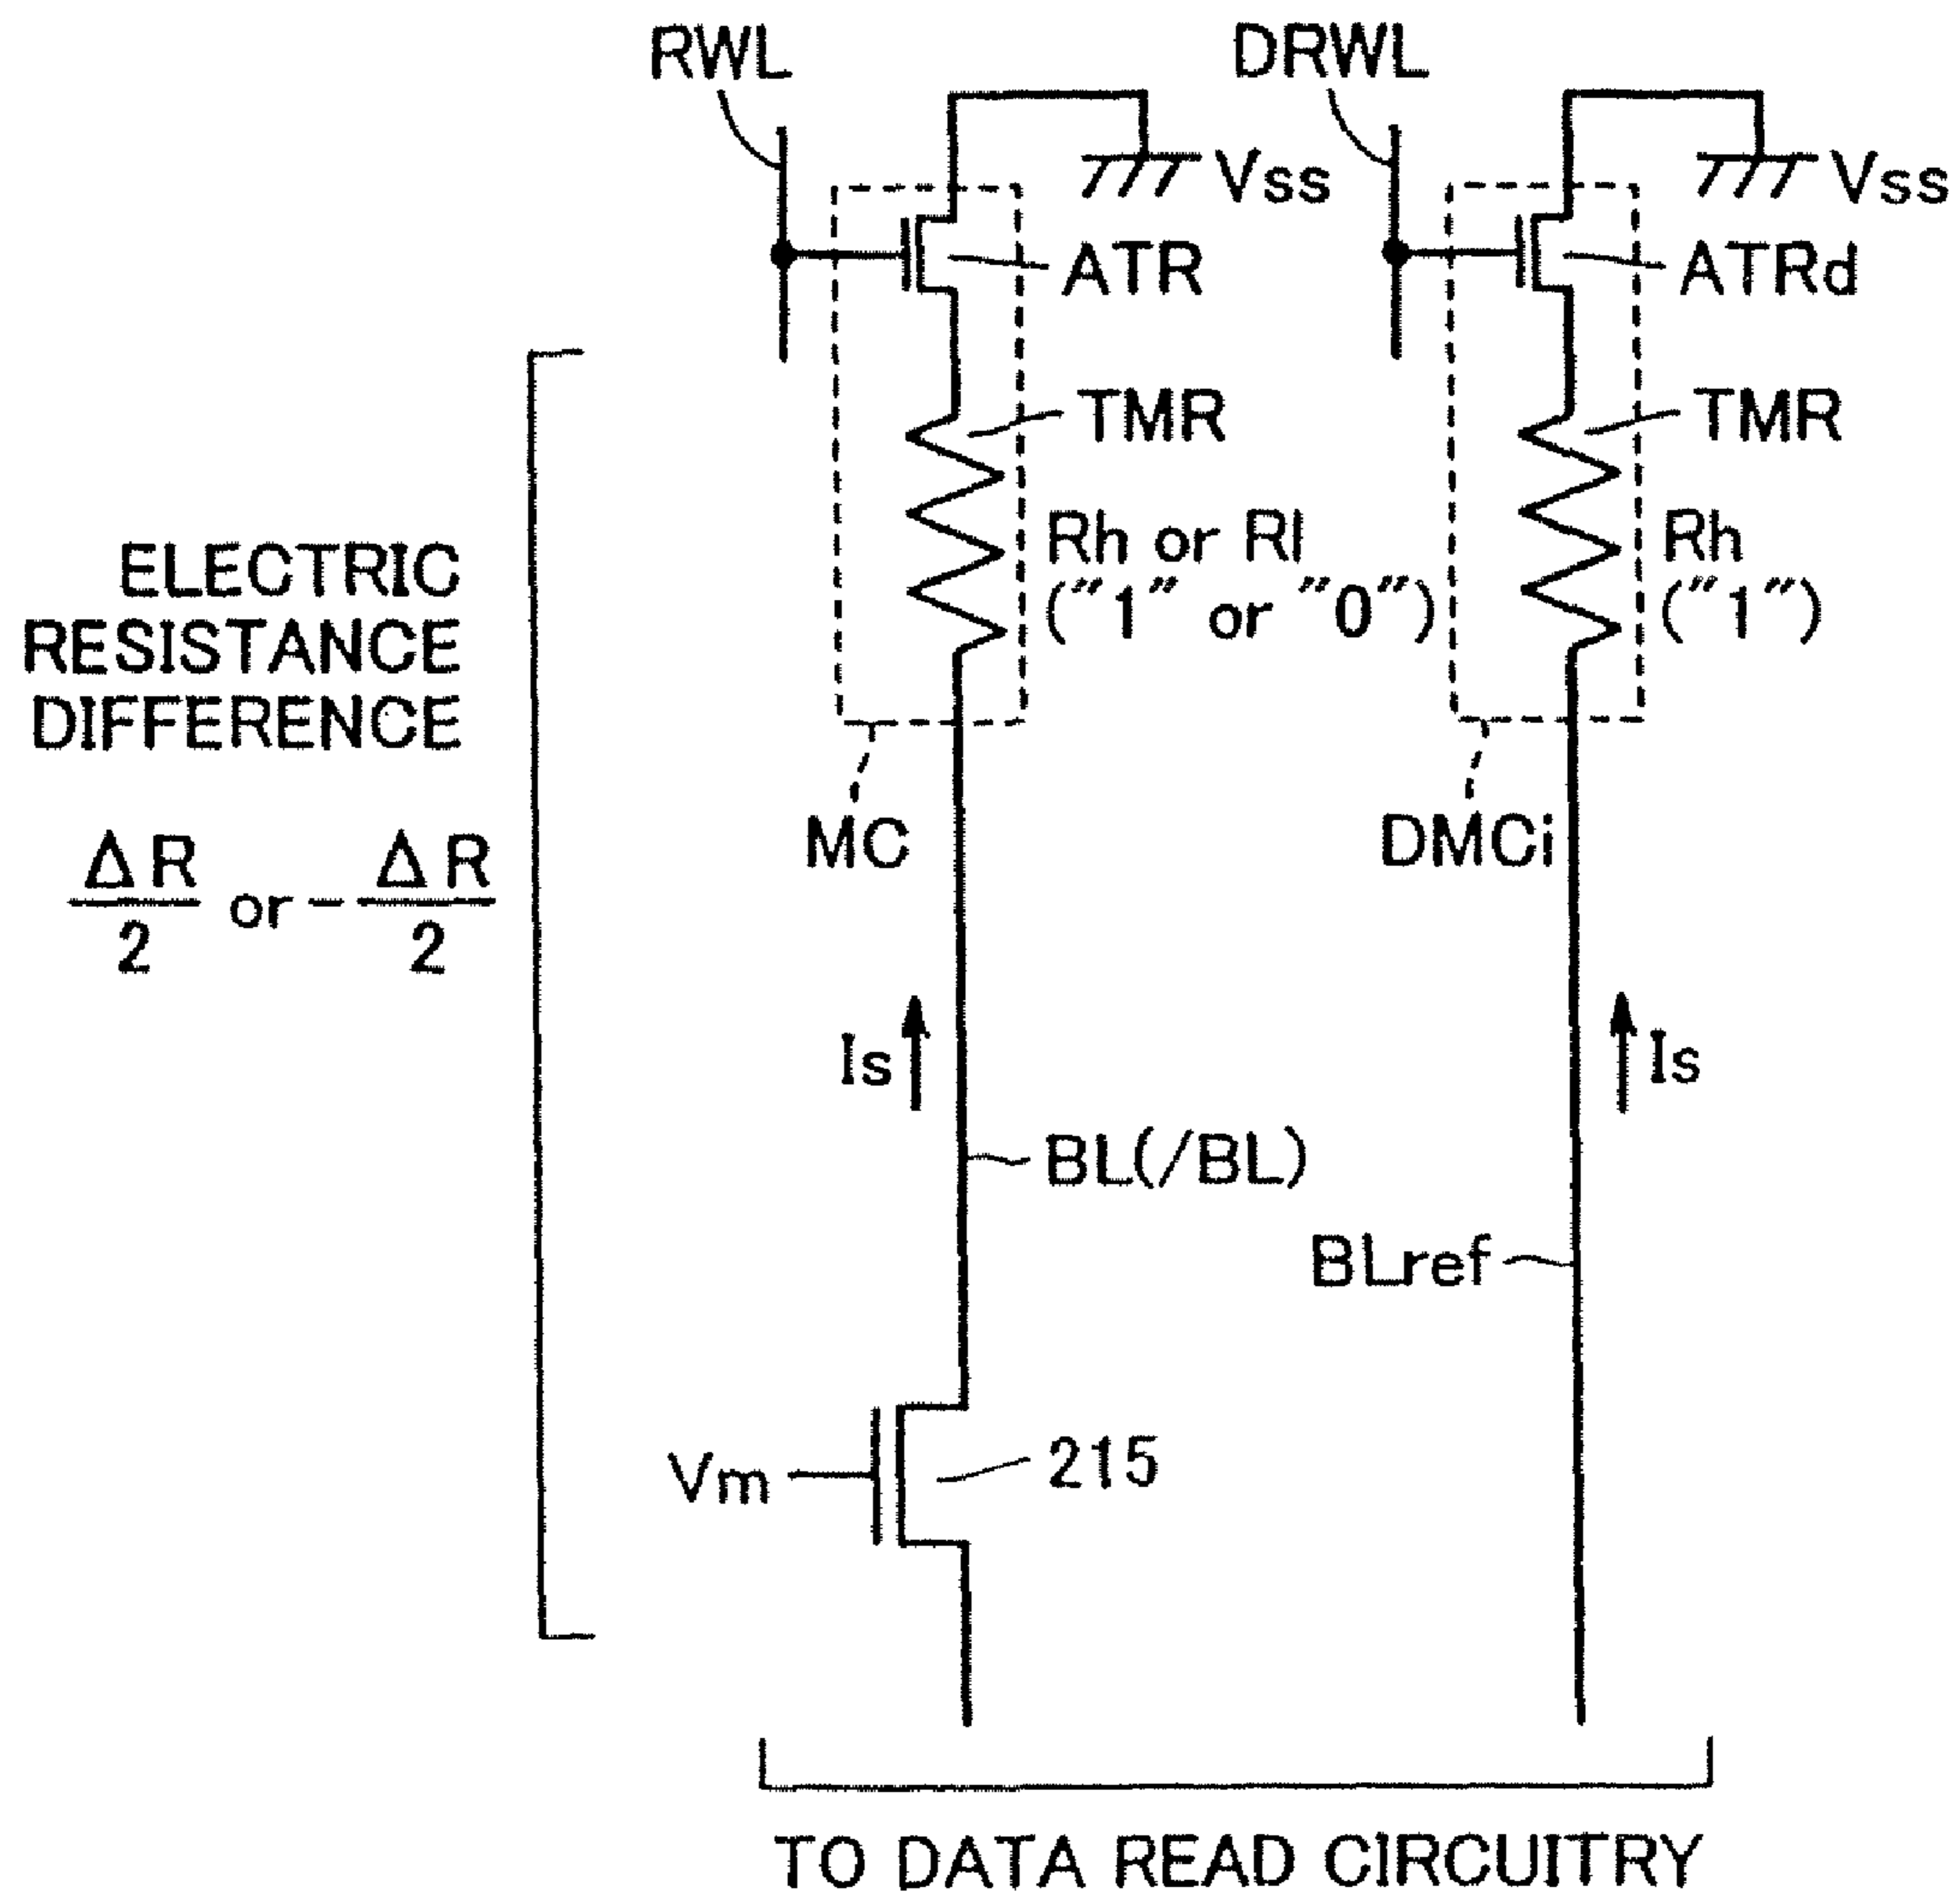 RWL
DRWL
Vss
Vss
ATR
ATRd
TMR
TMR
Rh or Rl
("1" or "0")
Rh
("1")
ELECTRIC
RESISTANCE
DIFFERENCE
ΔR/2 or -ΔR/2
MC
DMCi
Is
Is
BL(/BL)
BLref
Vm
215
TO DATA READ CIRCUITRY